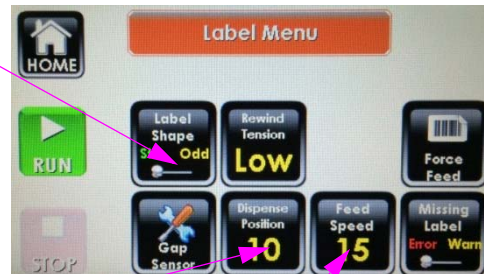 Label Menu
HOME
RUN
Label
Shape
Odd
Rewind
Tension
Low
Force
Feed
STOP
Gap
Sensor
Dispense
Position
10
Feed
Speed
15
Missing
Label
Error Warn